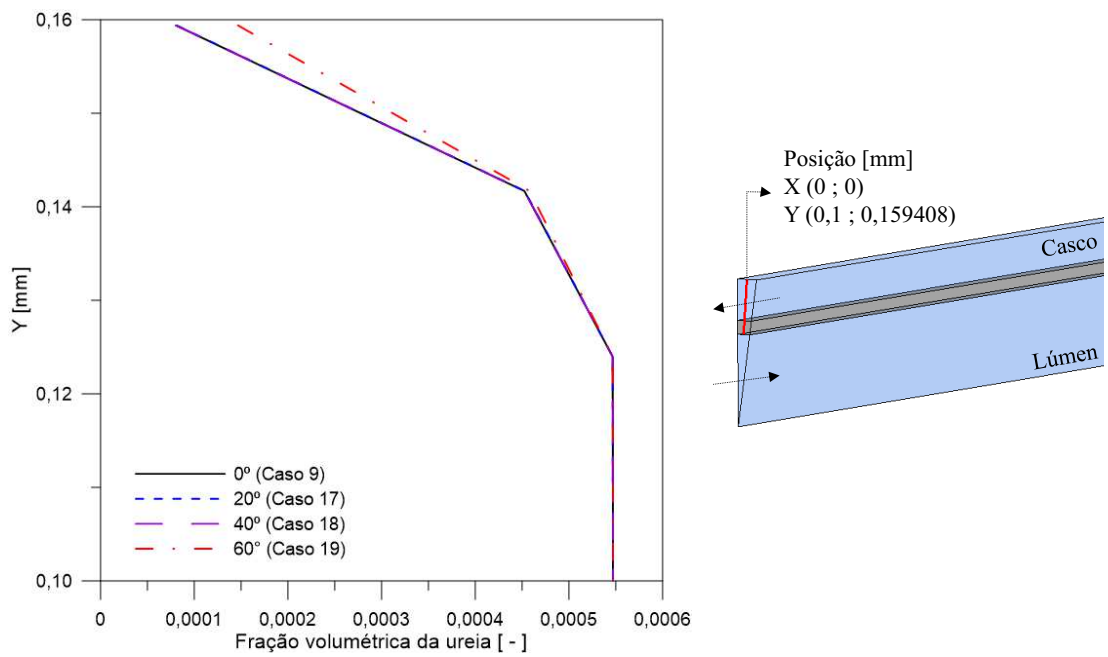 0,16
0,14
0,12
0,10
Y [mm]
0º (Caso 9)
20º (Caso 17)
40º (Caso 18)
60° (Caso 19)
0
0,0001
0,0002
0,0003
0,0004
0,0005
0,0006
Fração volumétrica da ureia [ - ]
Posição [mm]
X (0 ; 0)
Y (0,1 ; 0,159408)
Casco
Lúmen